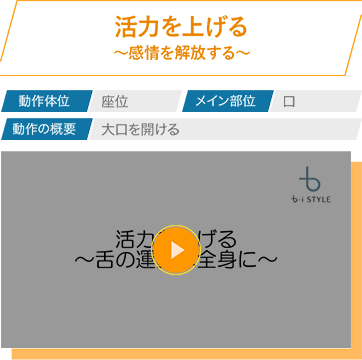 活力を上げる
～感情を解放する～
動作体位
座位
メイン部位
口
動作の概要
大口を開ける
b・i STYLE
活力 げる
～舌の運 全身に～